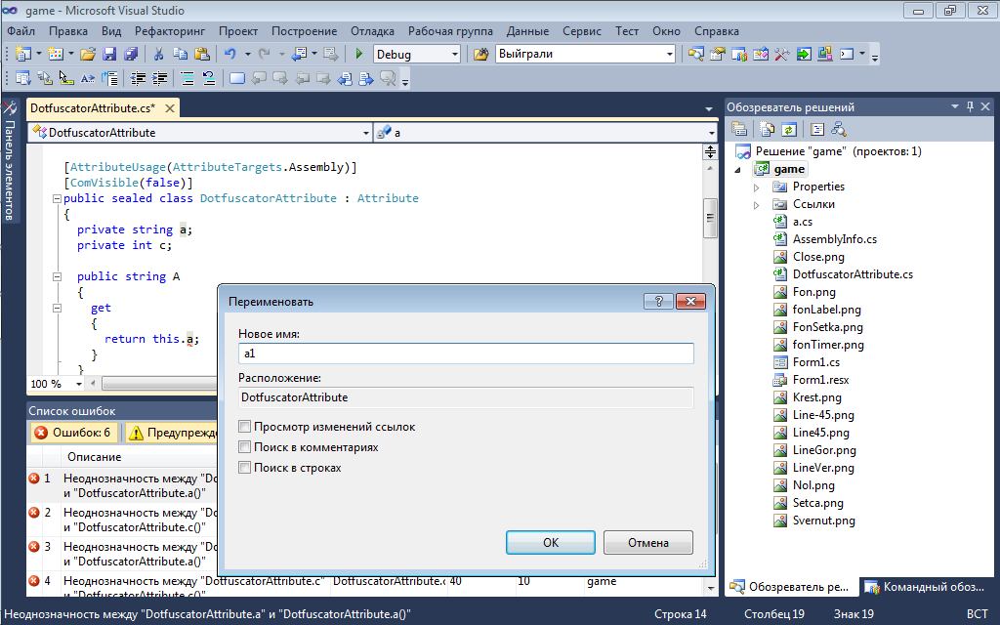 game - Microsoft Visual Studio
Файл Правка Вид Рефакторинг Проект Построение Отладка Рабочая группа Данные Сервис Тест Окно Справка
Debug Выйграли
Панель элементов
DotfuscatorAttribute.cs*
DotfuscatorAttribute a
[AttributeUsage(AttributeTargets.Assembly)]
[ComVisible(false)]
public sealed class DotfuscatorAttribute : Attribute
{
private string a;
private int c;
public string A
{
get
{
return this.a;
}
}
100 %
Переименовать
Новое имя:
a1
Расположение:
DotfuscatorAttribute
Просмотр изменений ссылок
Поиск в комментариях
Поиск в строках
ОК Отмена
Список ошибок
Ошибок: 6 Предупрежде
Описание
1 Неоднозначность между "Do
и "DotfuscatorAttribute.a()"
2 Неоднозначность между "Do
и "DotfuscatorAttribute.c()"
3 Неоднозначность между "Do
и "DotfuscatorAttribute.a()"
4 Неоднозначность между "DotfuscatorAttribute.c" DotfuscatorAttribute.c 40 10 game
и "DotfuscatorAttribute.c()"
Обозреватель решений
Решение "game" (проектов: 1)
game
Properties
Ссылки
a.cs
AssemblyInfo.cs
Close.png
DotfuscatorAttribute.cs
Fon.png
fonLabel.png
FonSetka.png
fonTimer.png
Form1.cs
Form1.resx
Krest.png
Line-45.png
Line45.png
LineGor.png
LineVer.png
Nol.png
Setca.png
Svernut.png
Обозреватель ре... Командный обоз...
Неоднозначность между "DotfuscatorAttribute.a" и "DotfuscatorAttribute.a()" Строка 14 Столбец 19 Знак 19 ВСТ